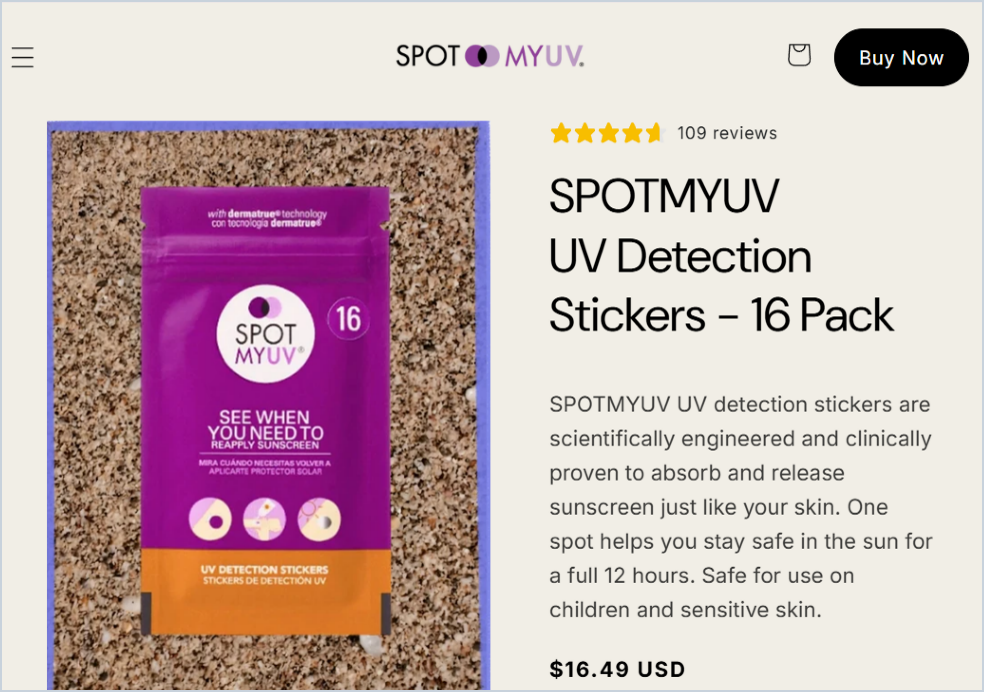 SPOT MYUV.
Buy Now
with dermatrue® technology
con tecnología dermatrue®
16
SPOT
MYUV®
SEE WHEN
YOU NEED TO
REAPPLY SUNSCREEN
MIRA CUÁNDO NECESITAS VOLVER A
APLICARTE PROTECTOR SOLAR
UV DETECTION STICKERS
STICKERS DE DETECCIÓN UV
109 reviews
SPOTMYUV
UV Detection
Stickers – 16 Pack
SPOTMYUV UV detection stickers are
scientifically engineered and clinically
proven to absorb and release
sunscreen just like your skin. One
spot helps you stay safe in the sun for
a full 12 hours. Safe for use on
children and sensitive skin.
$16.49 USD